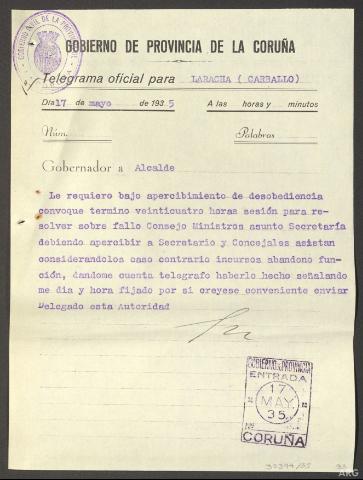 GOBIERNO DE PROVINCIA DE LA CORUÑA
Telegrama oficial para LARACHA ( CARBALLO)
Día 17 de mayo de 1935 A las horas y minutos
Núm. Palabras
Gobernador a Alcalde
Le requiero bajo apercibimiento de desobediencia
convoque termino veinticuatro horas sesión para re-
solver sobre fallo Consejo Ministros asunto Secretaría
debiendo apercibir a Secretario y Concejales asistan
considerandolos caso contrario incursos abandono fun-
ción, dandome cuenta telegrafo haberlo hecho señalando
me dia y hora fijado por si creyese conveniente enviar
Delegado esta Autoridad
GOBIERNO DE PROVINCIA
ENTRADA
17
MAY.
35
CORUÑA
ARG